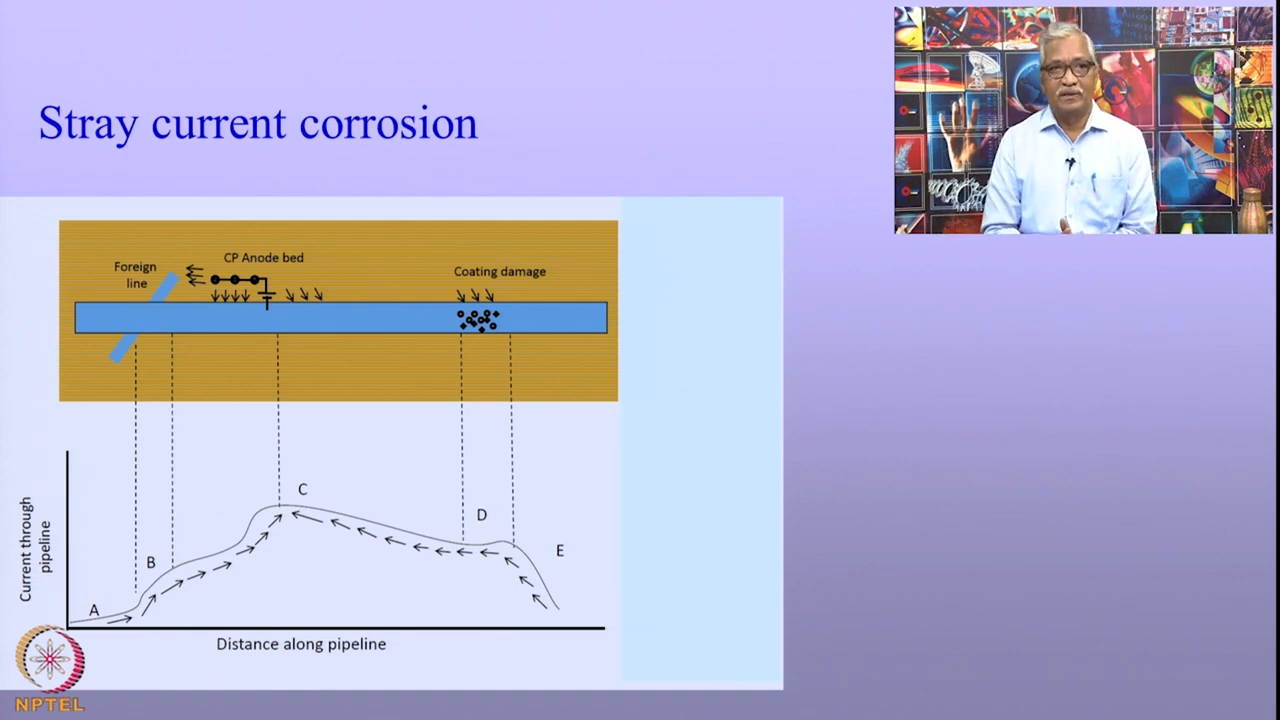 Stray current corrosion
Foreign
line
CP Anode bed
Coating damage
Current through
pipeline
A
B
C
D
E
Distance along pipeline
NPTEL